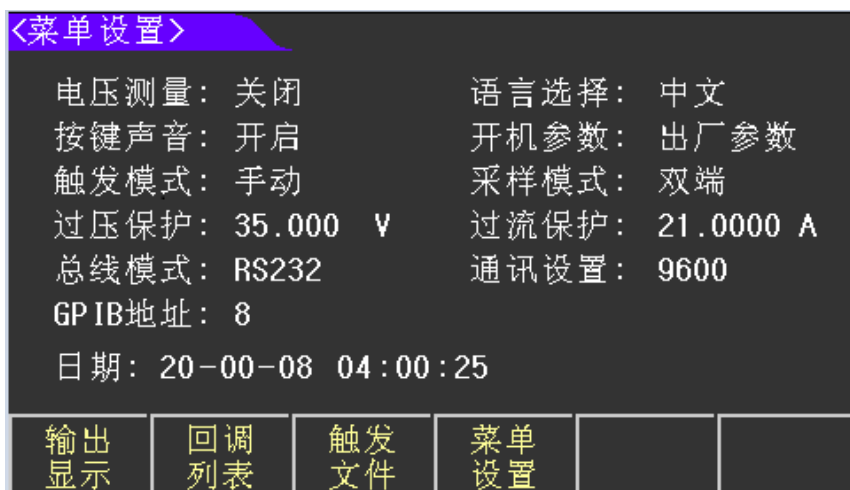 <菜单设置>
电压测量: 关闭 语言选择: 中文
按键声音: 开启 开机参数: 出厂参数
触发模式: 手动 采样模式: 双端
过压保护: 35.000 V 过流保护: 21.0000 A
总线模式: RS232 通讯设置: 9600
GPIB地址: 8
日期: 20-00-08 04:00:25
输出显示 回调列表 触发文件 菜单设置